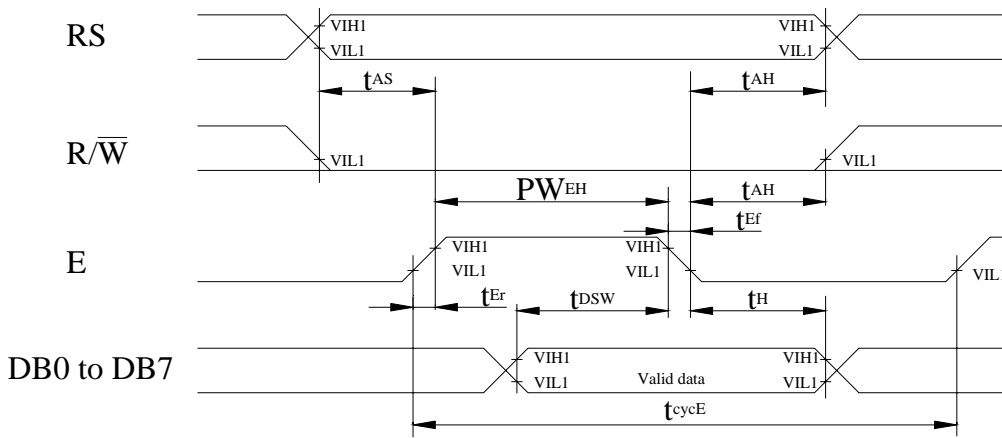 RS
VIH1
VIL1
VIH1
VIL1
tAS
tAH
R/W̅
VIL1
VIL1
PWEH
tAH
tEf
E
VIH1
VIL1
VIH1
VIL1
VIL1
tEr
tDSW
tH
DB0 to DB7
VIH1
VIL1
Valid data
VIH1
VIL1
tcycE